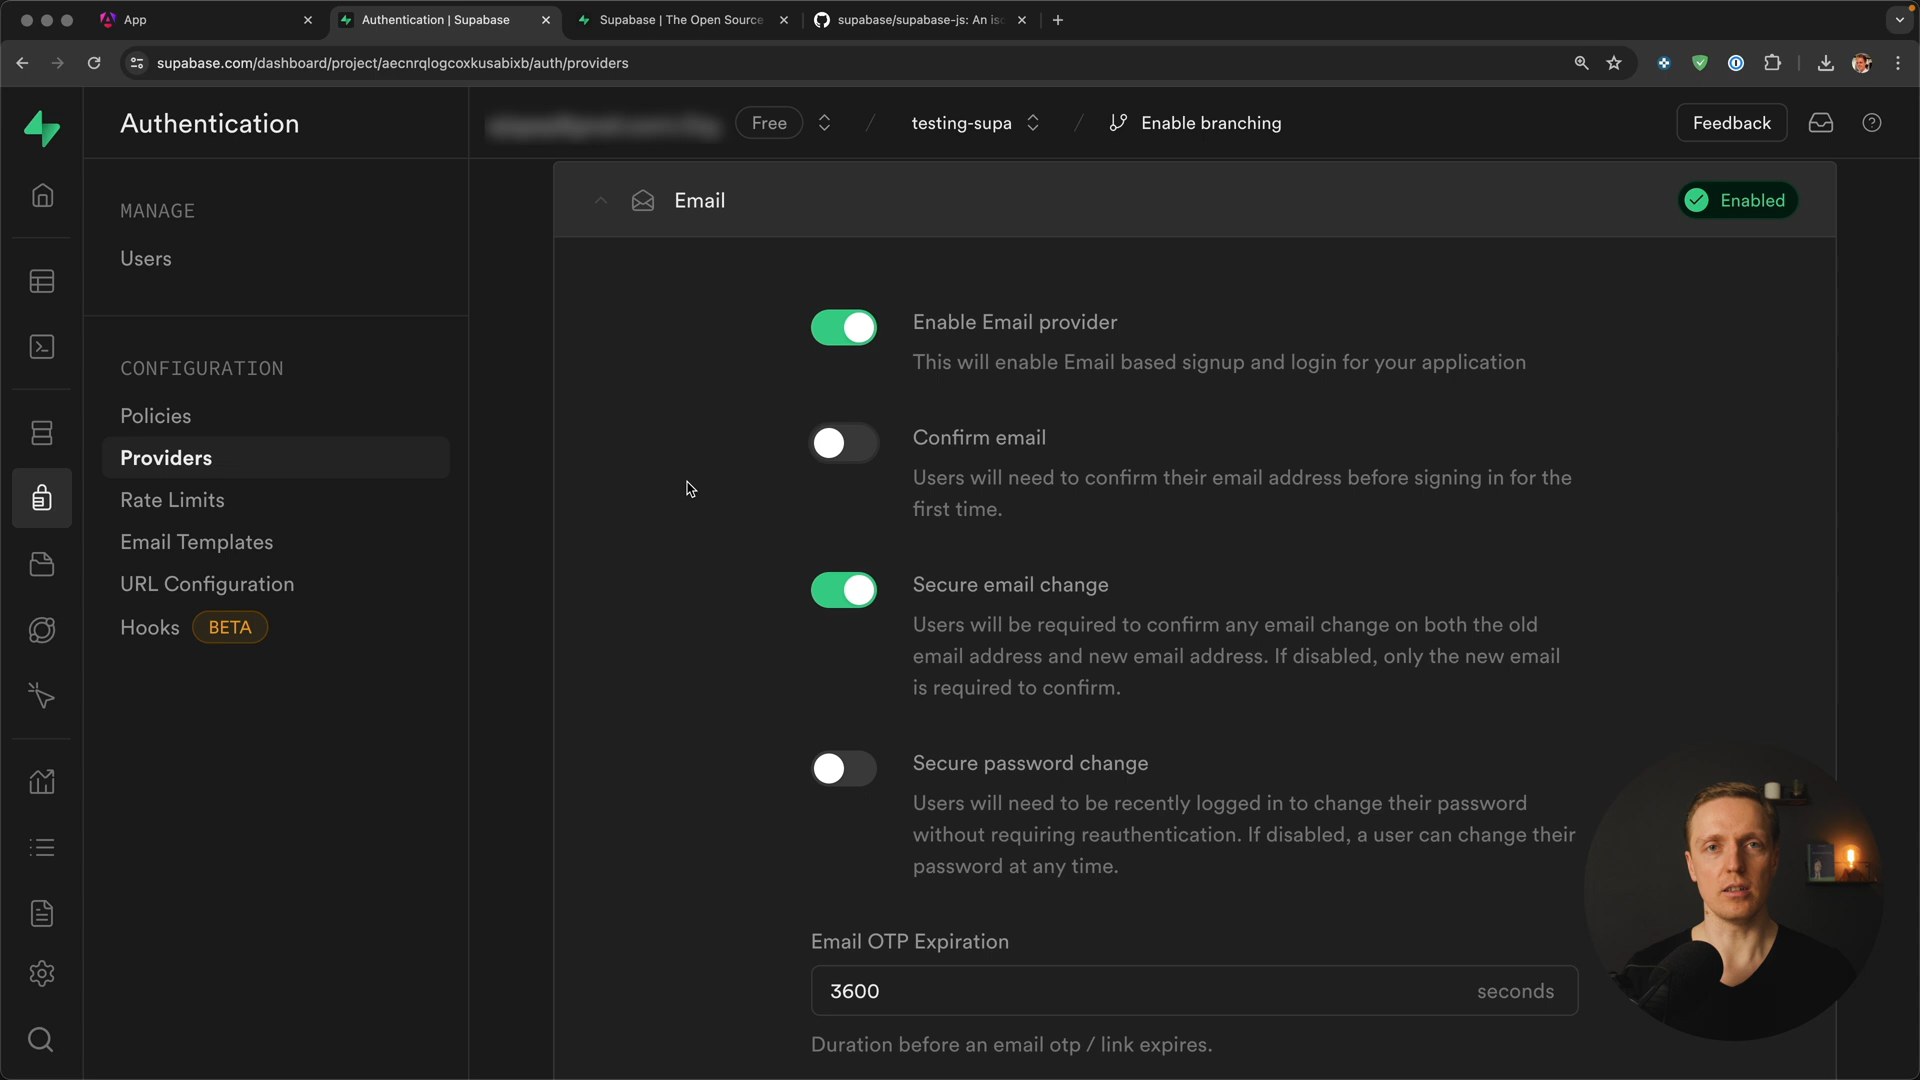 App
Authentication | Supabase
Supabase | The Open Source
supabase/supabase-js: An iso
supabase.com/dashboard/project/aecnrqlogcoxkusabixb/auth/providers
Authentication
Free
/
testing-supa
/
Enable branching
Feedback
MANAGE
Users
CONFIGURATION
Policies
Providers
Rate Limits
Email Templates
URL Configuration
Hooks BETA
Email
Enabled
Enable Email provider
This will enable Email based signup and login for your application
Confirm email
Users will need to confirm their email address before signing in for the
first time.
Secure email change
Users will be required to confirm any email change on both the old
email address and new email address. If disabled, only the new email
is required to confirm.
Secure password change
Users will need to be recently logged in to change their password
without requiring reauthentication. If disabled, a user can change their
password at any time.
Email OTP Expiration
3600 seconds
Duration before an email otp / link expires.